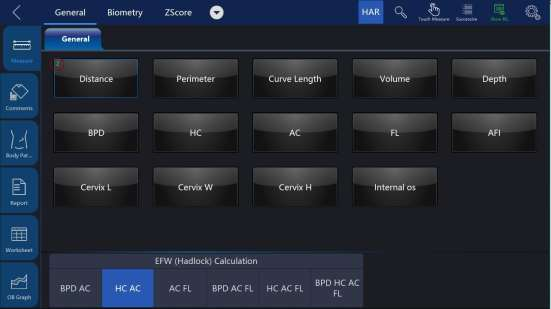 General Biometry ZScore HAR
Touch Measure Successive Show ROI
General
Measure
2
Distance Perimeter Curve Length Volume Depth
Comments
BPD HC AC FL AFI
Body Pat...
Cervix L Cervix W Cervix H Internal os
Report
Worksheet
EFW (Hadlock) Calculation
BPD AC HC AC AC FL BPD AC FL HC AC FL BPD HC AC
FL
OB Graph